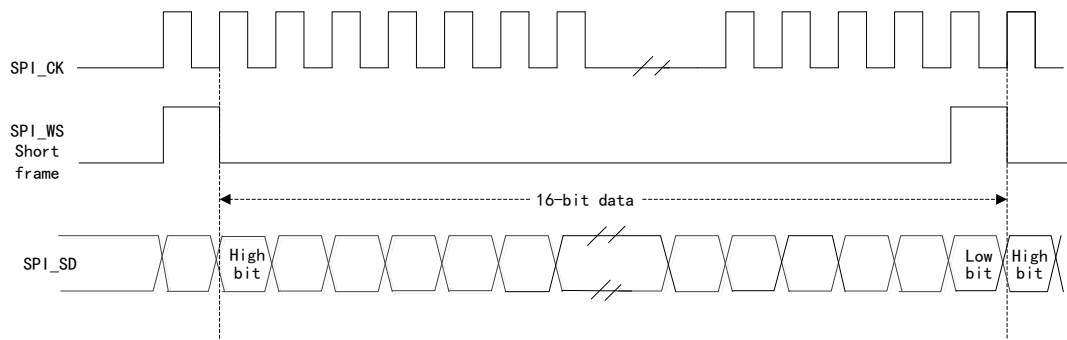 SPI_CK
SPI_WS
Short
frame
16-bit data
SPI_SD
High
bit
Low
bit
High
bit